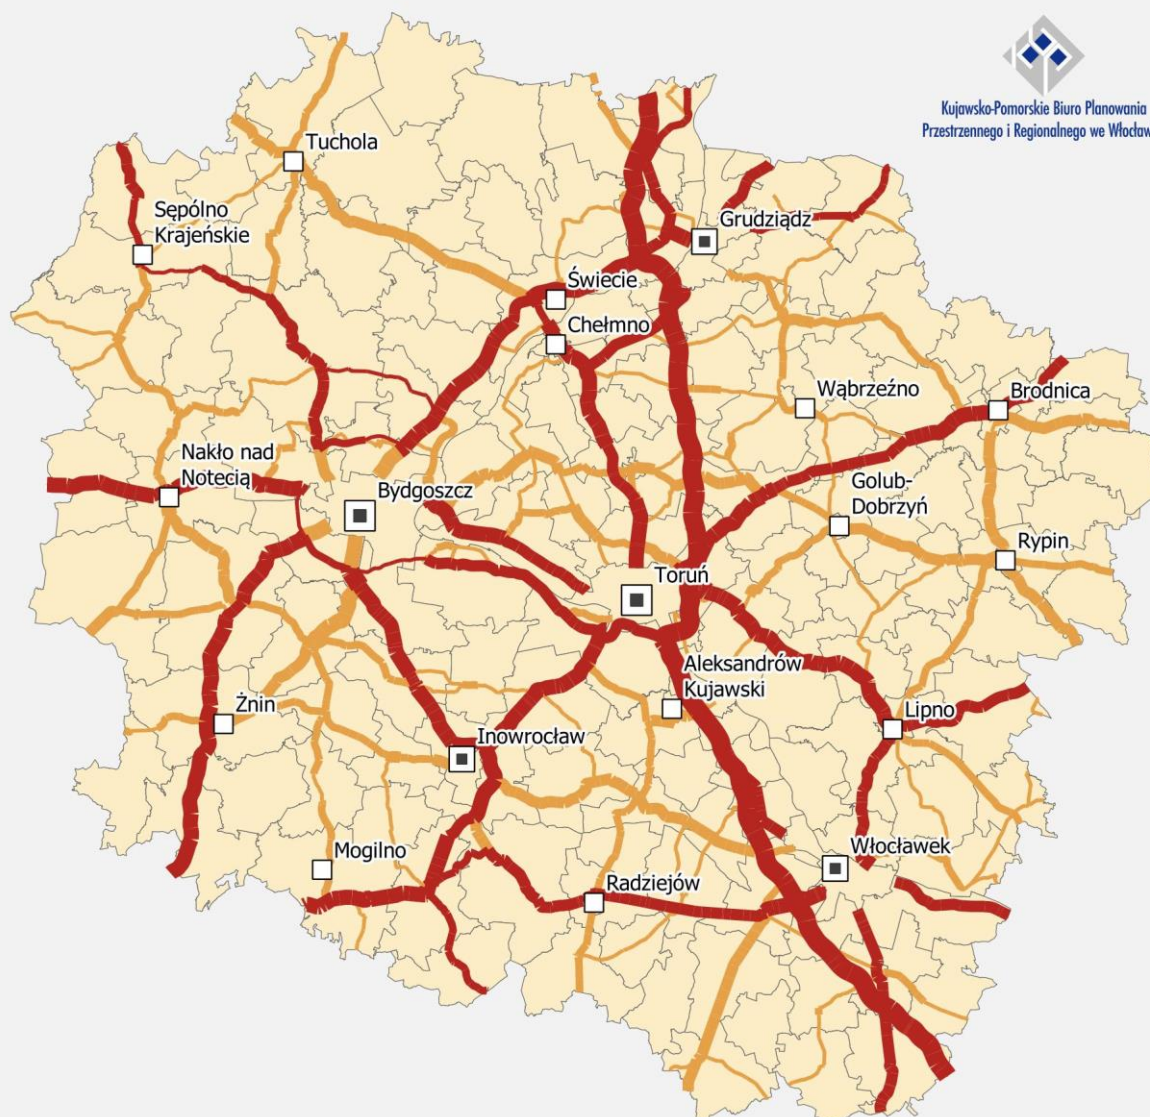 Kujawsko-Pomorskie Biuro Planowania
Przestrzennego i Regionalnego we Włocław
Tuchola
Sępólno
Krajeńskie
Grudziądz
Świecie
Chełmno
Wąbrzeźno
Brodnica
Nakło nad
Notecią
Bydgoszcz
Golub-
Dobrzyń
Rypin
Toruń
Aleksandrów
Kujawski
Żnin
Lipno
Inowrocław
Mogilno
Włocławek
Radziejów